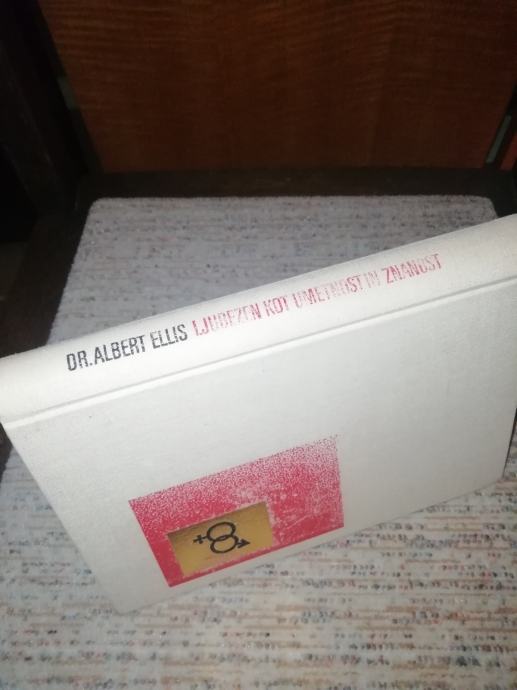 DR. ALBERT ELLIS LJUBEZEN KOT UMETNOST IN ZNANOST